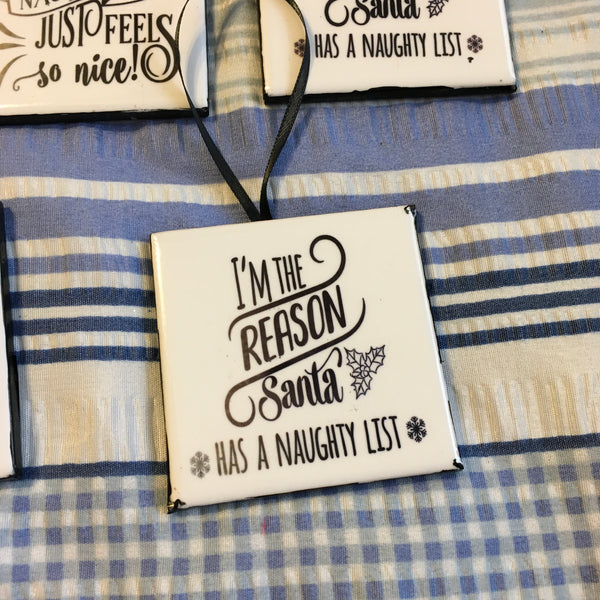 JUST FEELS
so nice!
Santa
HAS A NAUGHTY LIST
I'M THE
REASON
Santa
HAS A NAUGHTY LIST